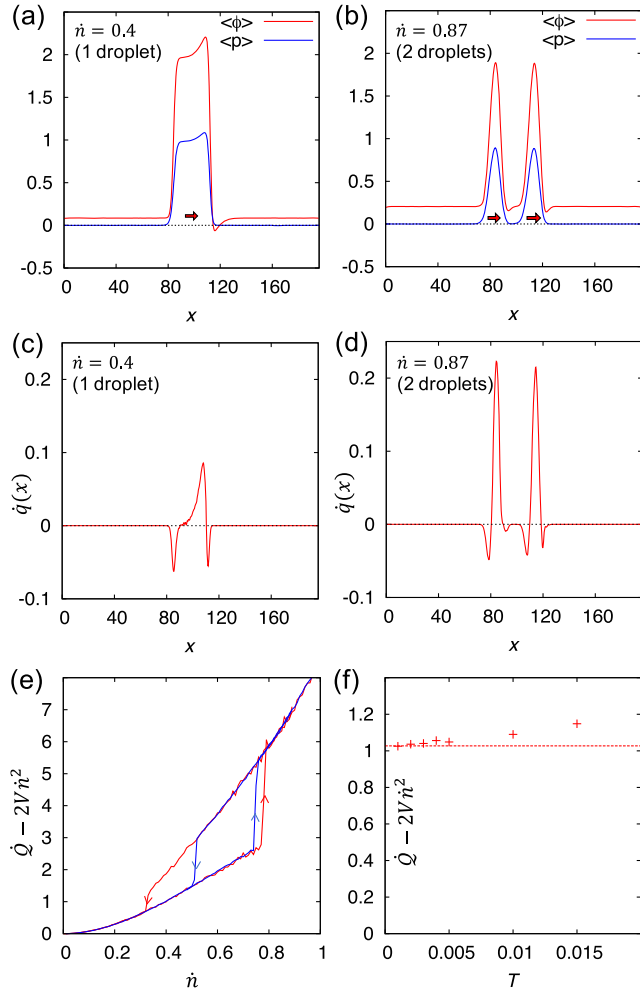 (a)
ṅ = 0.4
(1 droplet)
<ϕ>
<p>
2
1.5
1
0.5
0
-0.5
0 40 80 120 160
x
(b)
ṅ = 0.87
(2 droplets)
<ϕ>
<p>
2
1.5
1
0.5
0
-0.5
0 40 80 120 160
x
(c)
ṅ = 0.4
(1 droplet)
q̇(x)
0.2
0.1
0
-0.1
0 40 80 120 160
x
(d)
ṅ = 0.87
(2 droplets)
q̇(x)
0.2
0.1
0
-0.1
0 40 80 120 160
x
(e)
Q̇ − 2Vṅ²
7
6
5
4
3
2
1
0
0 0.2 0.4 0.6 0.8 1
ṅ
(f)
Q̇ − 2Vṅ²
1.2
1
0.8
0.6
0.4
0.2
0
0 0.005 0.01 0.015
T